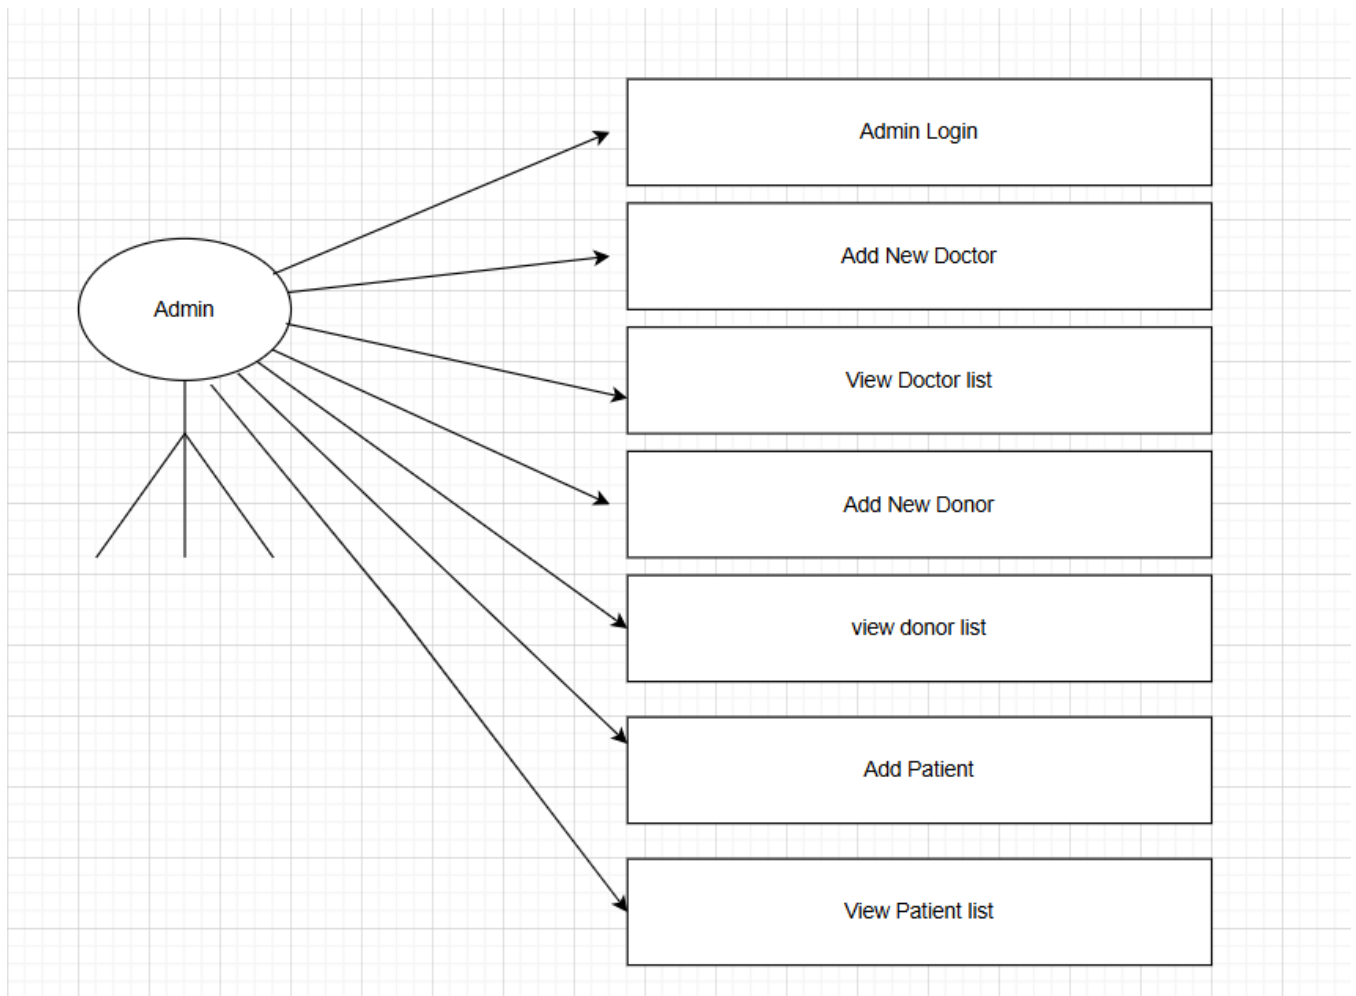 Admin
Admin Login
Add New Doctor
View Doctor list
Add New Donor
view donor list
Add Patient
View Patient list